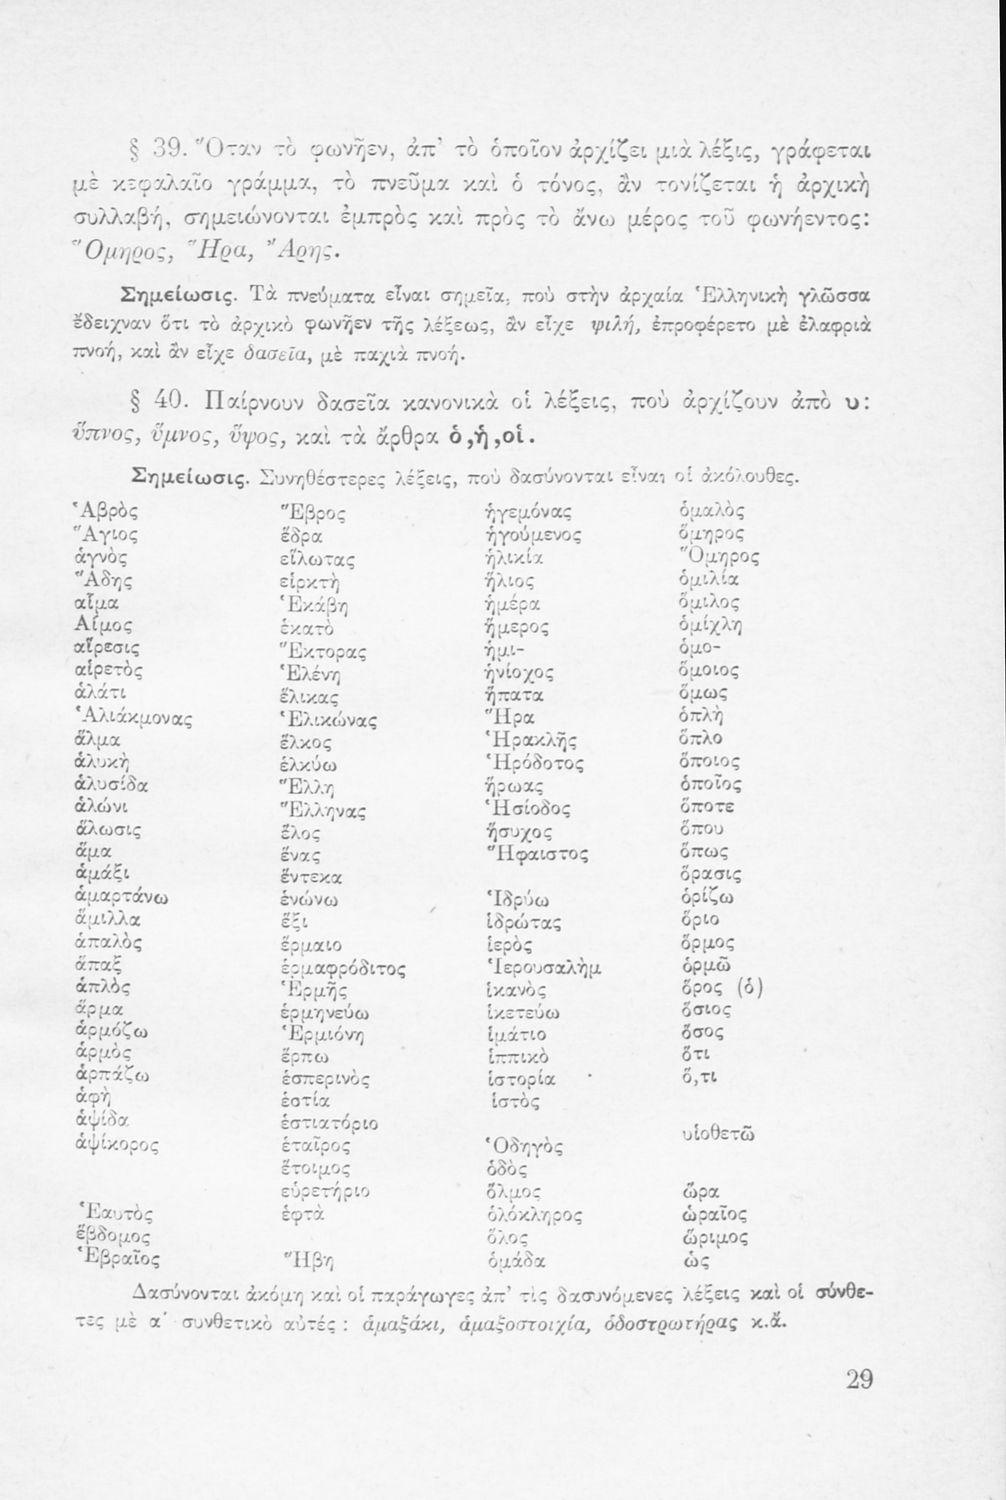 § 39. Ὅταν τὸ φωνῆεν, ἀπ’ τὸ ὁποῖον ἀρχίζει μιὰ λέξις, γράφεται
μὲ κεφαλαῖο γράμμα, τὸ πνεῦμα καὶ ὁ τόνος, ἂν τονίζεται ἡ ἀρχικὴ
συλλαβή, σημειώνονται ἐμπρὸς καὶ πρὸς τὸ ἄνω μέρος τοῦ φωνήεντος:
Ὅμηρος, Ἥρα, Ἄρης.
Σημείωσις. Τὰ πνεύματα εἶναι σημεῖα, ποὺ στὴν ἀρχαία Ἑλληνικὴ γλῶσσα
ἔδειχναν ὅτι τὸ ἀρχικὸ φωνῆεν τῆς λέξεως, ἂν εἶχε ψιλή, ἐπροφέρετο μὲ ἐλαφριὰ
πνοή, καὶ ἂν εἶχε δασεῖα, μὲ παχιὰ πνοή.
§ 40. Παίρνουν δασεῖα κανονικὰ οἱ λέξεις, ποὺ ἀρχίζουν ἀπὸ υ:
ὕπνος, ὕμνος, ὕψος, καὶ τὰ ἄρθρα ὁ,ἡ,οἱ.
Σημείωσις. Συνηθέστερες λέξεις, ποὺ δασύνονται εἶναι οἱ ἀκόλουθες.
Ἁβρὸς
Ἅγιος
ἁγνὸς
Ἅδης
αἷμα
Αἷμος
αἵρεσις
αἱρετὸς
ἁλάτι
Ἁλιάκμονας
ἅλμα
ἁλυκὴ
ἁλυσίδα
ἁλώνι
ἅλωσις
ἅμα
ἁμάξι
ἁμαρτάνω
ἅμιλλα
ἁπαλὸς
ἅπαξ
ἁπλὸς
ἅρμα
ἁρμόζω
ἁρμὸς
ἁρπάζω
ἁφὴ
ἁψίδα
ἁψίκορος
Ἑαυτὸς
ἕβδομος
Ἑβραῖος
Ἕβρος
ἕδρα
εἵλωτας
εἱρκτὴ
Ἑκάβη
ἑκατὸ
Ἕκτορας
Ἑλένη
ἕλικας
Ἑλικώνας
ἕλκος
ἑλκύω
Ἕλλη
Ἕλληνας
ἕλος
ἕνας
ἕντεκα
ἑνώνω
ἕξι
ἕρμαιο
ἑρμαφρόδιτος
Ἑρμῆς
ἑρμηνεύω
Ἑρμιόνη
ἕρπω
ἑσπερινὸς
ἑστία
ἑστιατόριο
ἑταῖρος
ἕτοιμος
εὑρετήριο
ἑφτὰ
Ἥβη
ἡγεμόνας
ἡγούμενος
ἡλικία
ἥλιος
ἡμέρα
ἥμερος
ἡμι-
ἡνίοχος
ἥπατα
Ἥρα
Ἡρακλῆς
Ἡρόδοτος
ἥρωας
Ἡσίοδος
ἥσυχος
Ἥφαιστος
Ἱδρύω
ἱδρώτας
ἱερὸς
Ἱερουσαλὴμ
ἱκανὸς
ἱκετεύω
ἱμάτιο
ἱππικὸ
ἱστορία
ἱστὸς
Ὁδηγὸς
ὁδὸς
ὅλμος
ὁλόκληρος
ὅλος
ὁμάδα
ὁμαλὸς
ὅμηρος
Ὅμηρος
ὁμιλία
ὅμιλος
ὁμίχλη
ὁμο-
ὅμοιος
ὅμως
ὁπλὴ
ὅπλο
ὅποιος
ὁποῖος
ὅποτε
ὅπου
ὅπως
ὅρασις
ὁρίζω
ὅριο
ὅρμος
ὁρμῶ
ὅρος (ὁ)
ὅσιος
ὅσος
ὅτι
ὅ,τι
υἱοθετῶ
ὥρα
ὡραῖος
ὥριμος
ὡς
Δασύνονται ἀκόμη καὶ οἱ παράγωγες ἀπ’ τὶς δασυνόμενες λέξεις καὶ οἱ σύνθε-
τες μὲ α΄ συνθετικὸ αὐτές : ἁμαξάκι, ἁμαξοστοιχία, ὁδοστρωτήρας κ.ἄ.
29